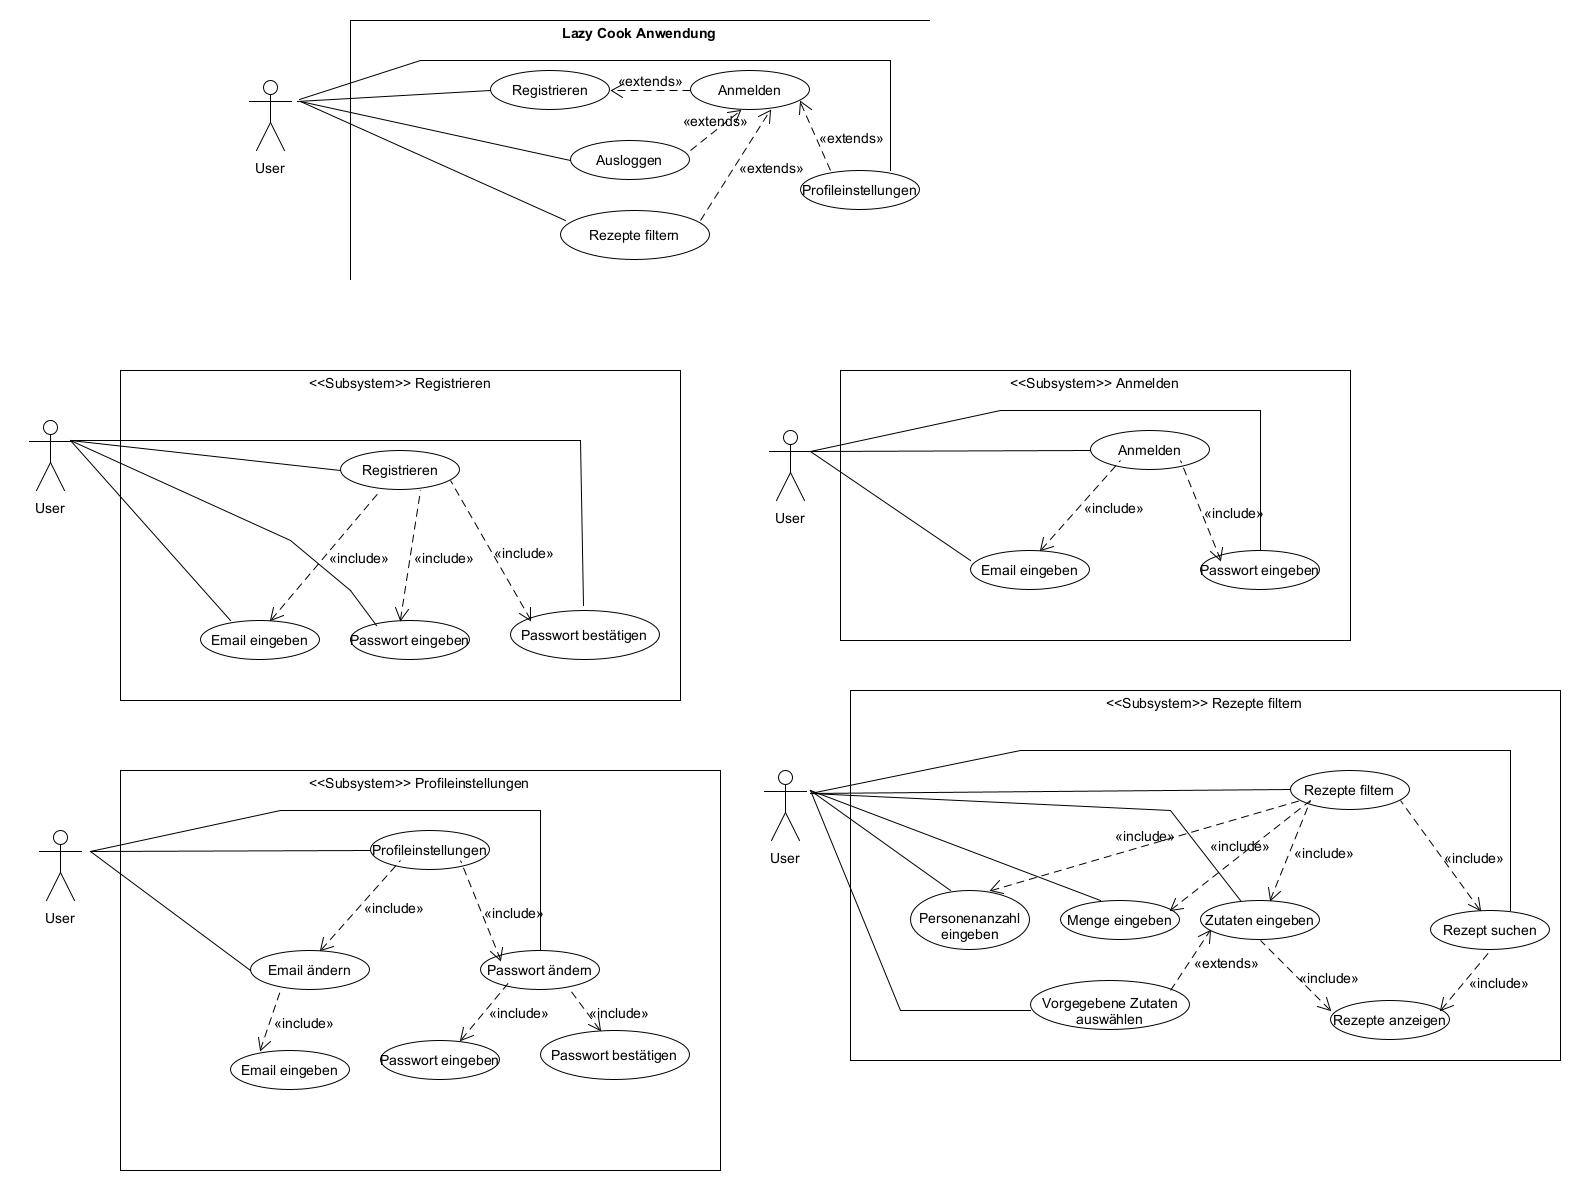 Lazy Cook Anwendung
User
Registrieren
«extends»
Anmelden
«extends»
«extends»
Ausloggen
«extends»
Profileinstellungen
Rezepte filtern
<<Subsystem>> Registrieren
User
Registrieren
«include»
«include»
«include»
Email eingeben
Passwort eingeben
Passwort bestätigen
<<Subsystem>> Anmelden
User
Anmelden
«include»
«include»
Email eingeben
Passwort eingeben
<<Subsystem>> Profileinstellungen
User
Profileinstellungen
«include»
«include»
Email ändern
Passwort ändern
«include»
«include»
«include»
Email eingeben
Passwort eingeben
Passwort bestätigen
<<Subsystem>> Rezepte filtern
User
Rezepte filtern
«include»
«include»
«include»
«include»
Personenanzahl
eingeben
Menge eingeben
Zutaten eingeben
Rezept suchen
«extends»
«include»
«include»
Vorgegebene Zutaten
auswählen
Rezepte anzeigen